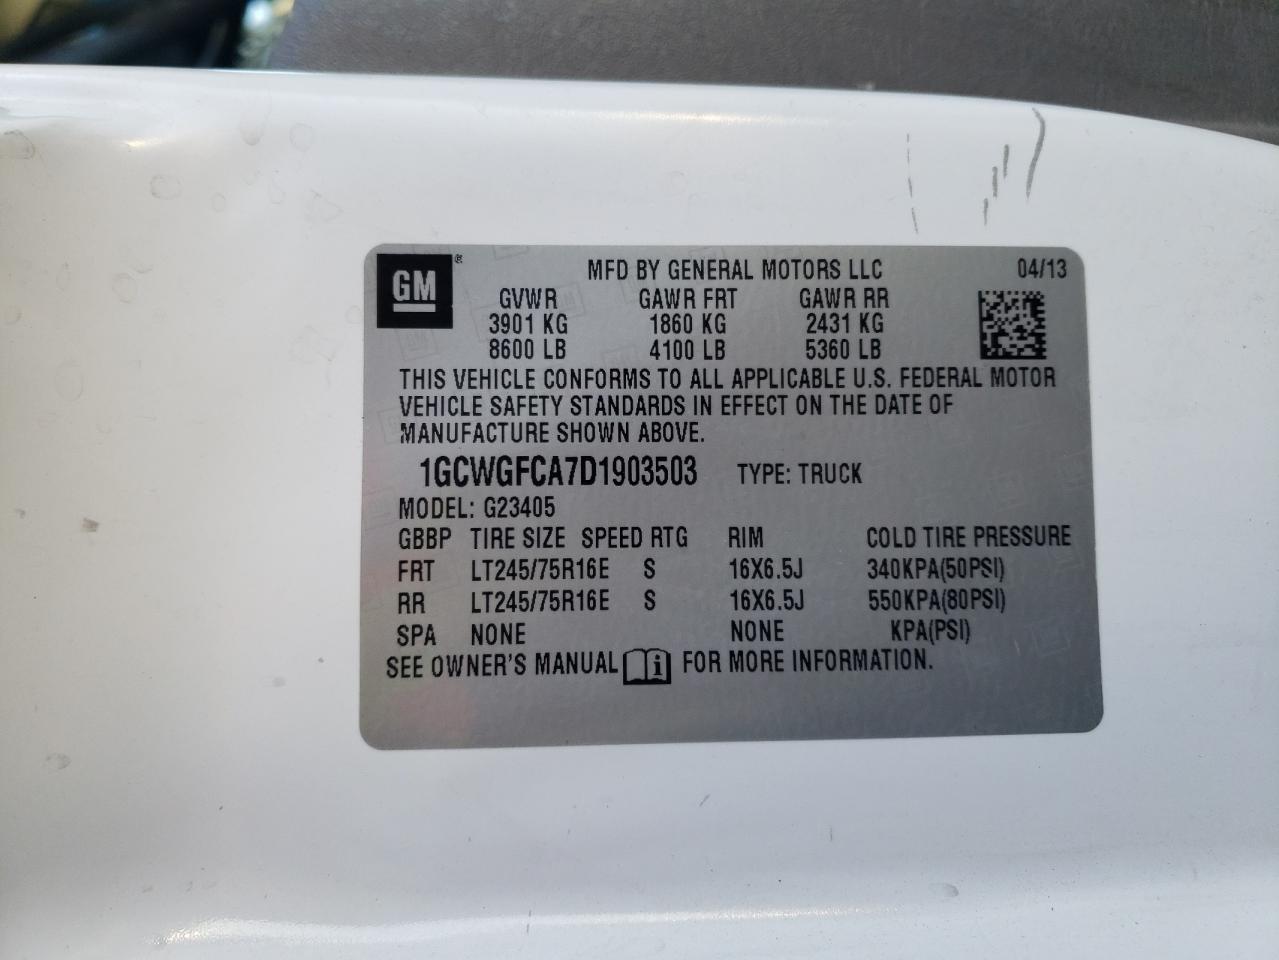 GM®
MFD BY GENERAL MOTORS LLC 04/13
GVWR GAWR FRT GAWR RR
3901 KG 1860 KG 2431 KG
8600 LB 4100 LB 5360 LB
THIS VEHICLE CONFORMS TO ALL APPLICABLE U.S. FEDERAL MOTOR
VEHICLE SAFETY STANDARDS IN EFFECT ON THE DATE OF
MANUFACTURE SHOWN ABOVE.
1GCWGFCA7D1903503 TYPE: TRUCK
MODEL: G23405
GBBP TIRE SIZE SPEED RTG RIM COLD TIRE PRESSURE
FRT LT245/75R16E S 16X6.5J 340KPA(50PSI)
RR LT245/75R16E S 16X6.5J 550KPA(80PSI)
SPA NONE NONE KPA(PSI)
SEE OWNER'S MANUAL FOR MORE INFORMATION.